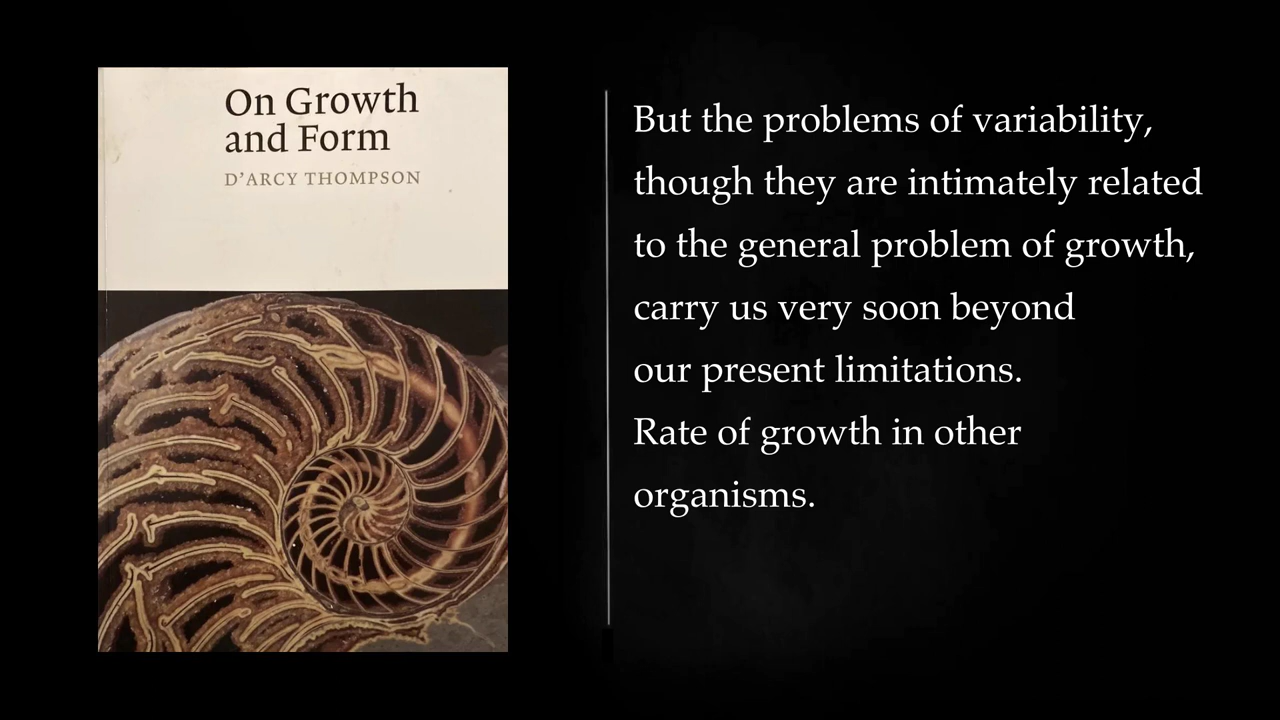 On Growth
and Form
D'ARCY THOMPSON
But the problems of variability,
though they are intimately related
to the general problem of growth,
carry us very soon beyond
our present limitations.
Rate of growth in other
organisms.